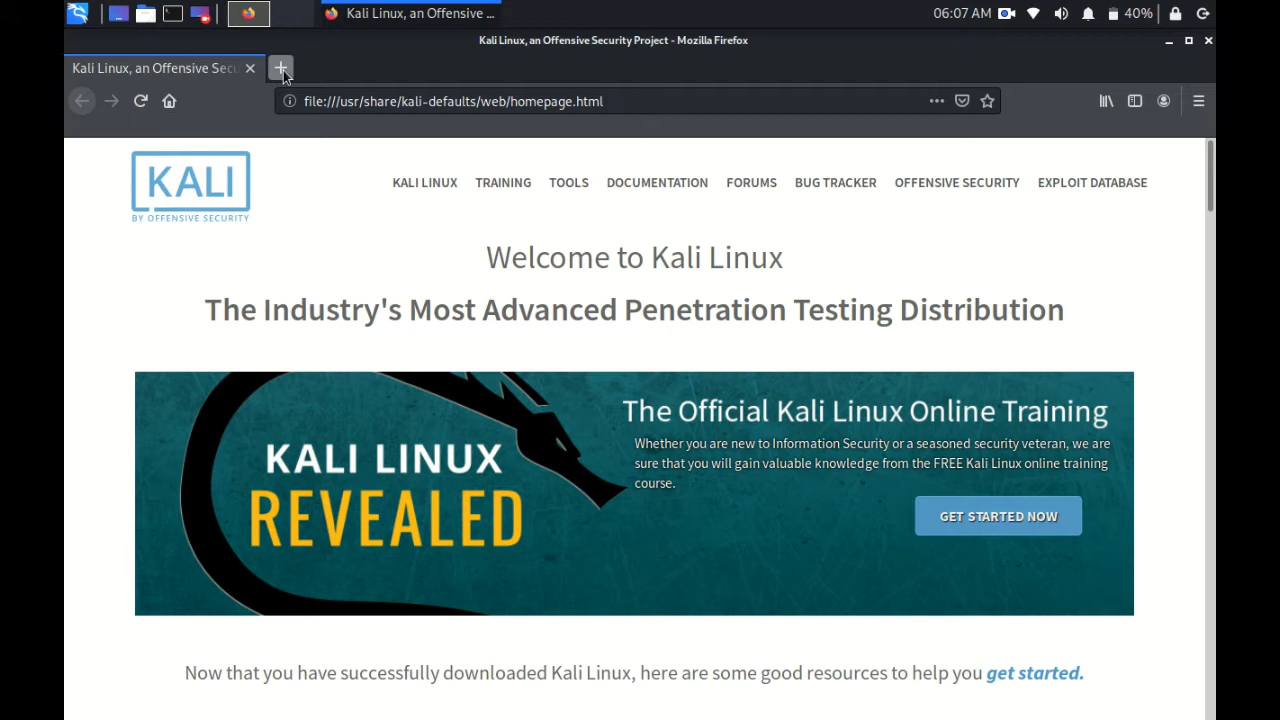 Kali Linux, an Offensive ...
06:07 AM
40%
Kali Linux, an Offensive Security Project - Mozilla Firefox
Kali Linux, an Offensive Secu
file:///usr/share/kali-defaults/web/homepage.html
KALI
BY OFFENSIVE SECURITY
KALI LINUX
TRAINING
TOOLS
DOCUMENTATION
FORUMS
BUG TRACKER
OFFENSIVE SECURITY
EXPLOIT DATABASE
Welcome to Kali Linux
The Industry's Most Advanced Penetration Testing Distribution
KALI LINUX
REVEALED
The Official Kali Linux Online Training
Whether you are new to Information Security or a seasoned security veteran, we are
sure that you will gain valuable knowledge from the FREE Kali Linux online training
course.
GET STARTED NOW
Now that you have successfully downloaded Kali Linux, here are some good resources to help you get started.